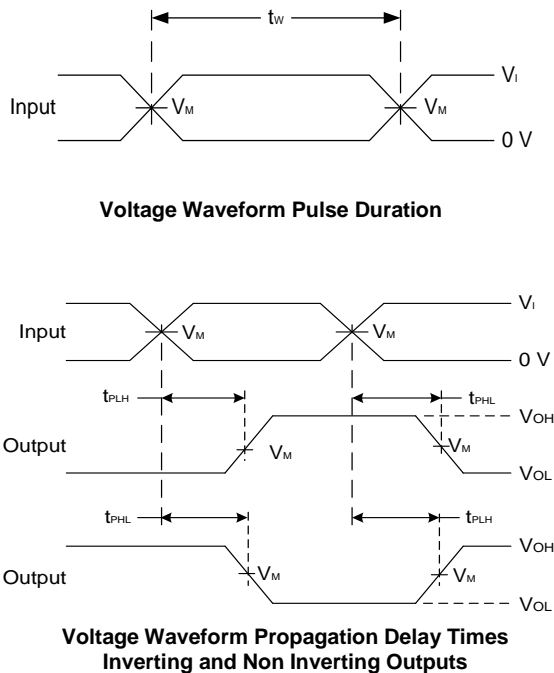 tW
VI
Input
VM
VM
0 V
Voltage Waveform Pulse Duration
VI
Input
VM
VM
0 V
tPLH
tPHL
VOH
Output
VM
VM
VOL
tPHL
tPLH
VOH
Output
VM
VM
VOL
Voltage Waveform Propagation Delay Times
Inverting and Non Inverting Outputs